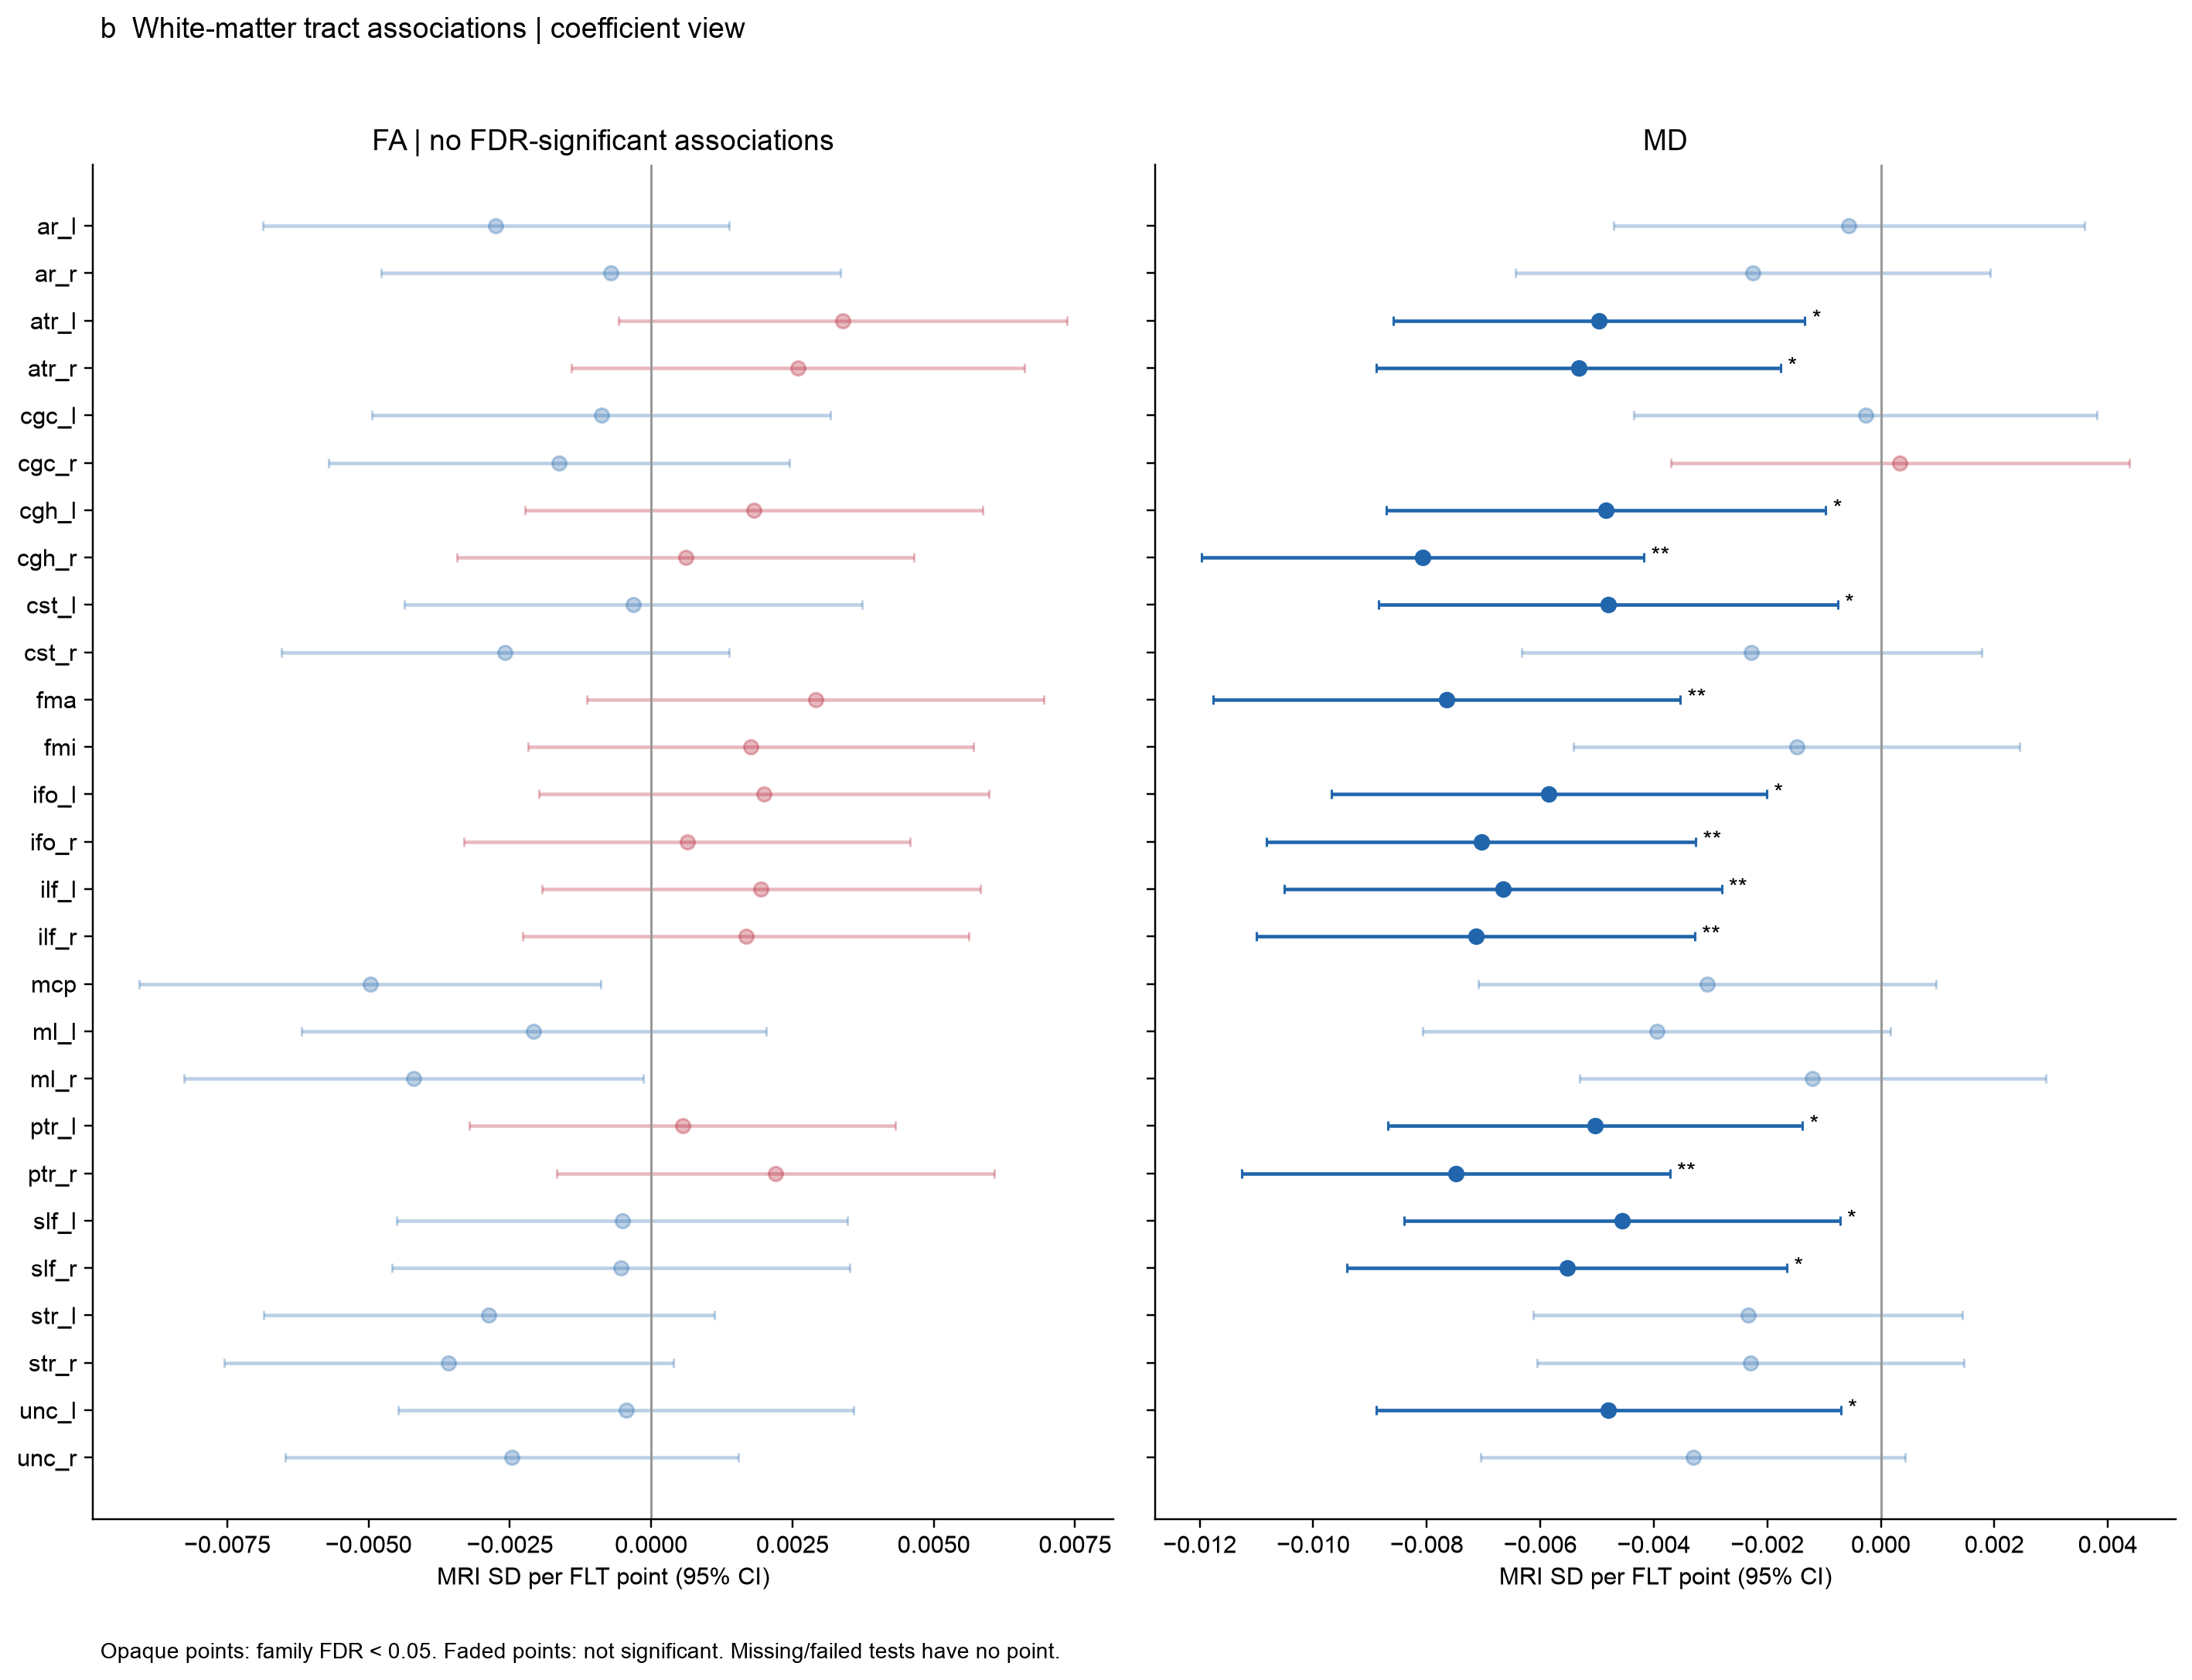 b White-matter tract associations | coefficient view
FA | no FDR-significant associations
MD
ar_l
ar_r
atr_l
*
atr_r
*
cgc_l
cgc_r
cgh_l
*
cgh_r
**
cst_l
*
cst_r
fma
**
fmi
ifo_l
*
ifo_r
**
ilf_l
**
ilf_r
**
mcp
ml_l
ml_r
ptr_l
*
ptr_r
**
slf_l
*
slf_r
*
str_l
str_r
unc_l
*
unc_r
−0.0075 −0.0050 −0.0025 0.0000 0.0025 0.0050 0.0075
−0.012 −0.010 −0.008 −0.006 −0.004 −0.002 0.000 0.002 0.004
MRI SD per FLT point (95% CI)
MRI SD per FLT point (95% CI)
Opaque points: family FDR < 0.05. Faded points: not significant. Missing/failed tests have no point.